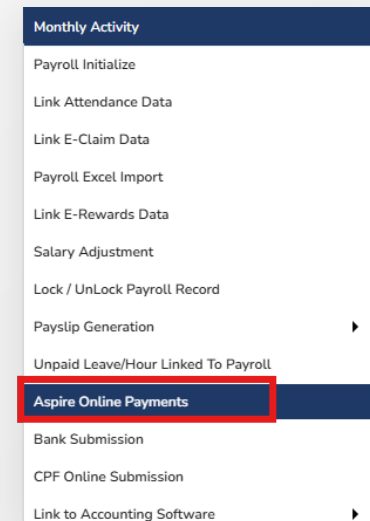 Monthly Activity
Payroll Initialize
Link Attendance Data
Link E-Claim Data
Payroll Excel Import
Link E-Rewards Data
Salary Adjustment
Lock / UnLock Payroll Record
Payslip Generation
Unpaid Leave/Hour Linked To Payroll
Aspire Online Payments
Bank Submission
CPF Online Submission
Link to Accounting Software